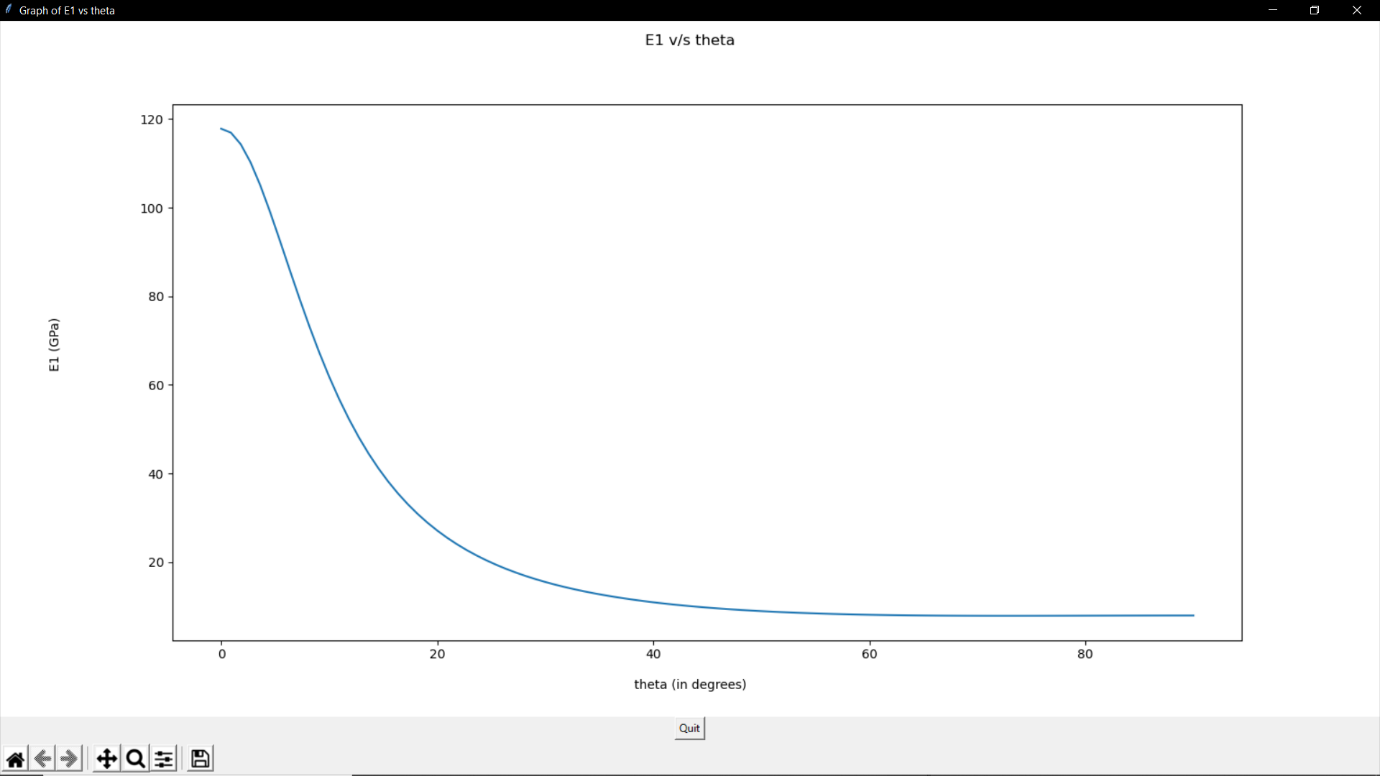 Graph of E1 vs theta
E1 v/s theta
120
100
80
60
40
20
E1 (GPa)
0 20 40 60 80
theta (in degrees)
Quit